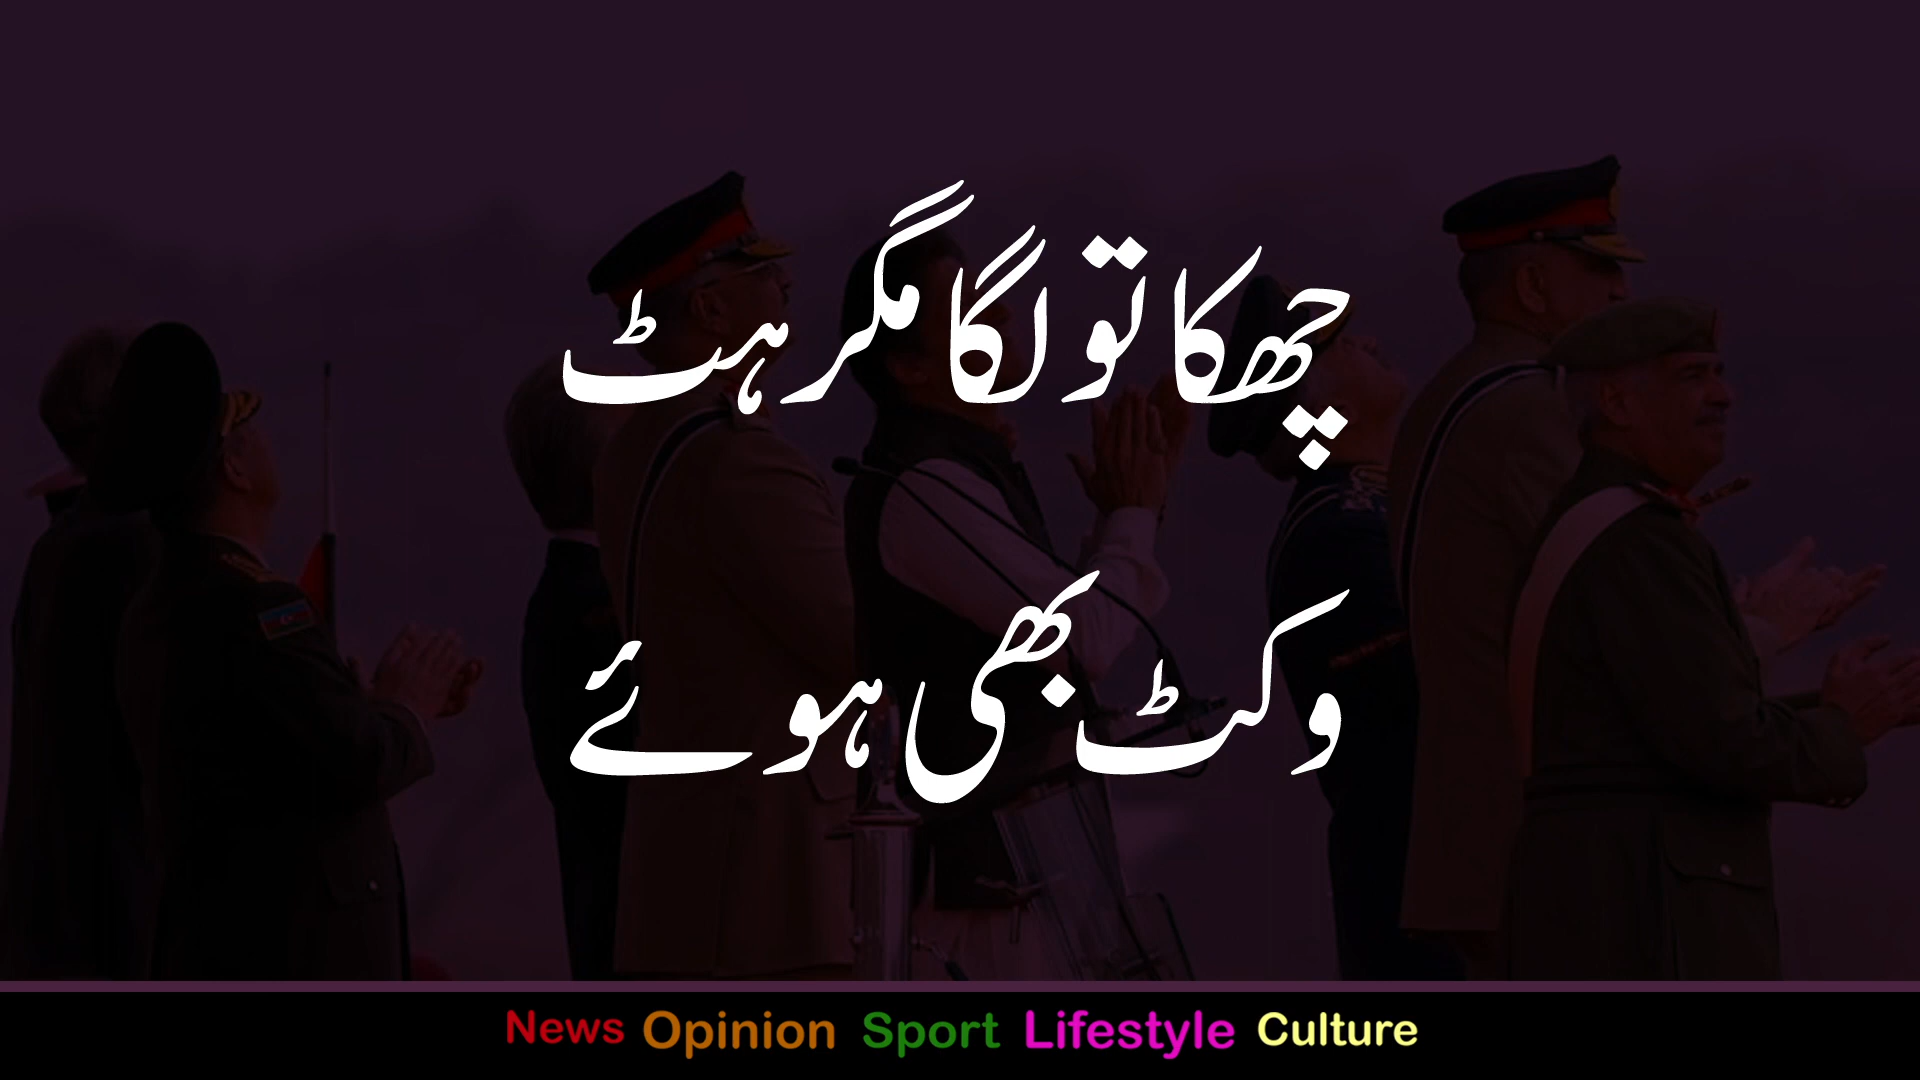 چھکا تو لگا مگر ہٹ
وکٹ بھی ہوئے
News Opinion Sport Lifestyle Culture